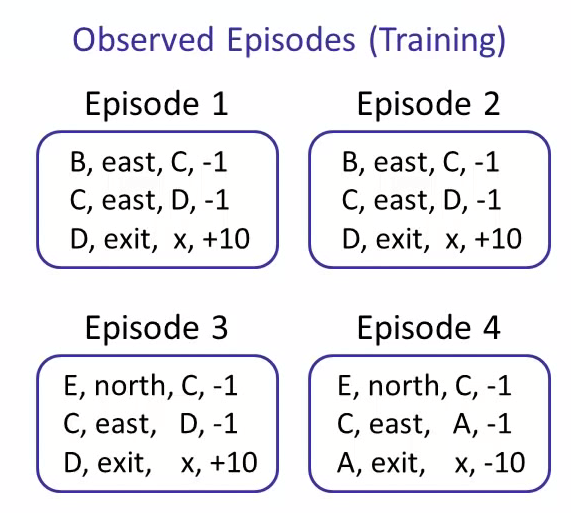 Observed Episodes (Training)
Episode 1
B, east, C, -1
C, east, D, -1
D, exit, x, +10
Episode 2
B, east, C, -1
C, east, D, -1
D, exit, x, +10
Episode 3
E, north, C, -1
C, east, D, -1
D, exit, x, +10
Episode 4
E, north, C, -1
C, east, A, -1
A, exit, x, -10